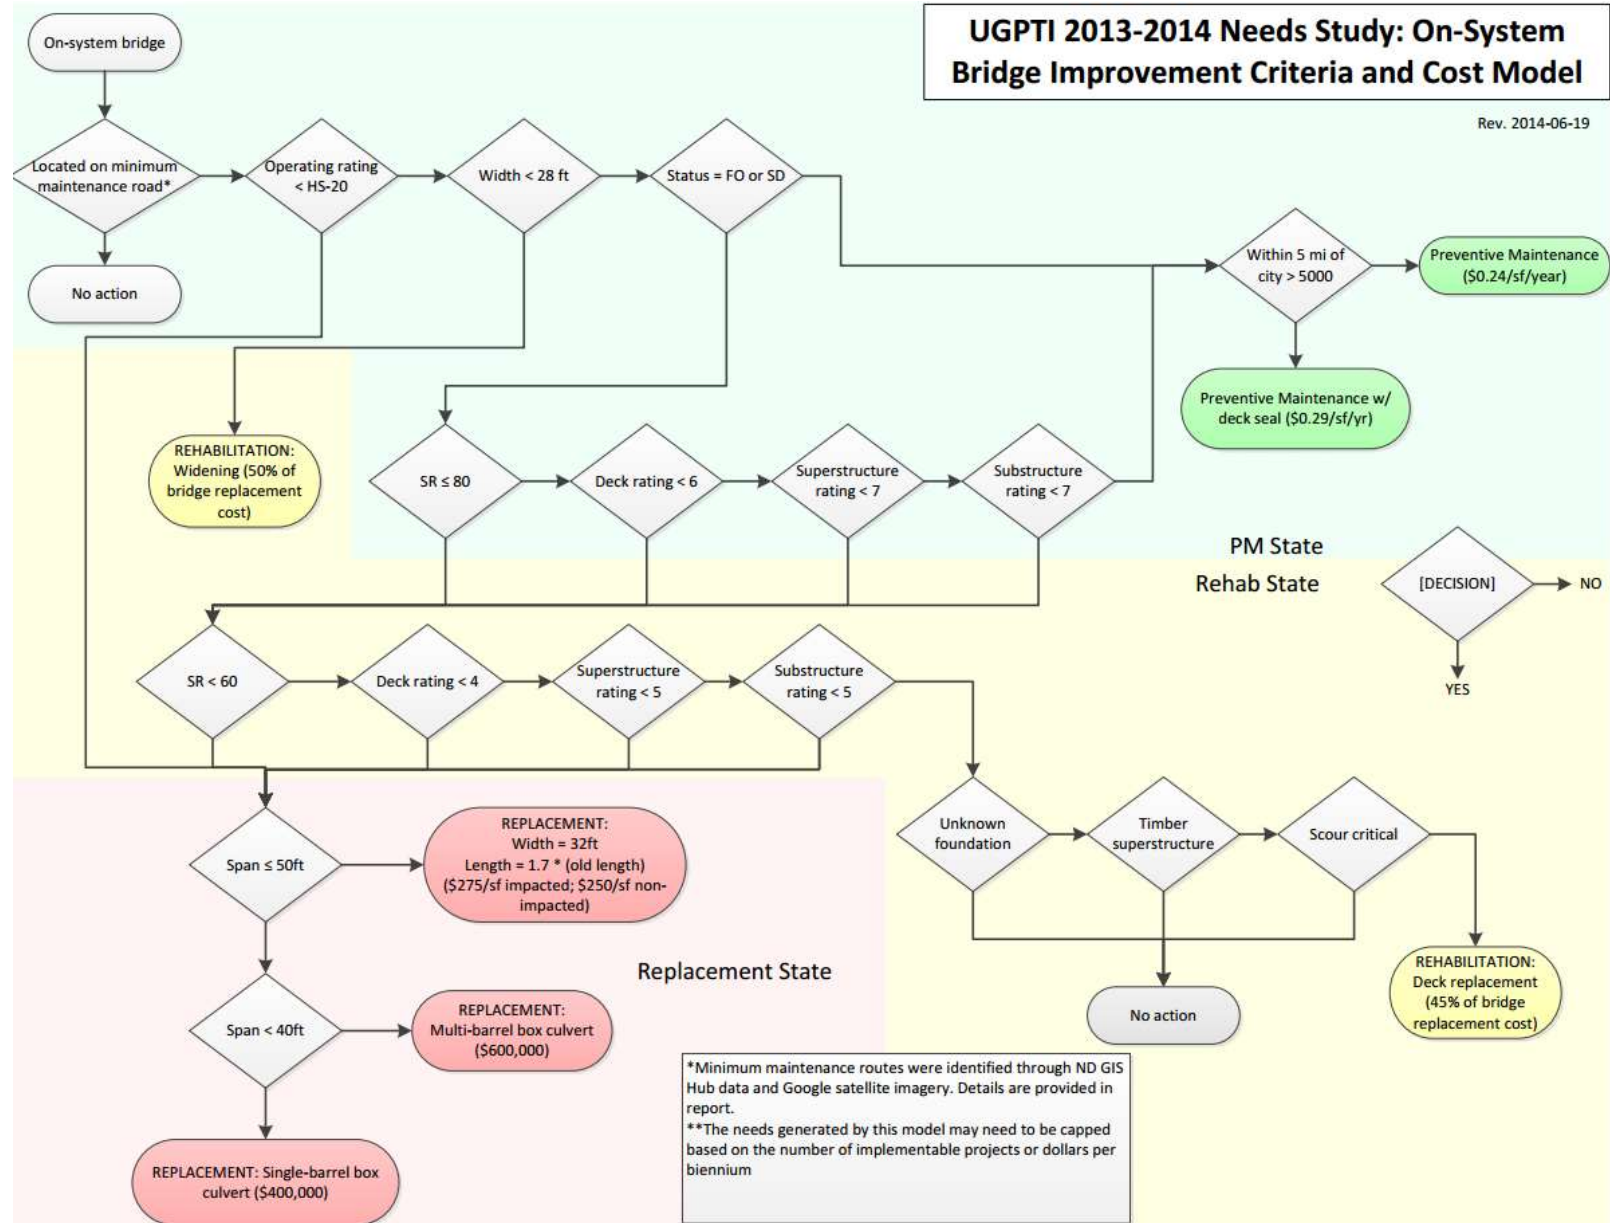 UGPTI 2013-2014 Needs Study: On-System
Bridge Improvement Criteria and Cost Model
Rev. 2014-06-19
On-system bridge
Located on minimum
maintenance road*
Operating rating
< HS-20
Width < 28 ft
Status = FO or SD
No action
Within 5 mi of
city > 5000
Preventive Maintenance
($0.24/sf/year)
Preventive Maintenance w/
deck seal ($0.29/sf/yr)
REHABILITATION:
Widening (50% of
bridge replacement
cost)
SR ≤ 80
Deck rating < 6
Superstructure
rating < 7
Substructure
rating < 7
PM State
Rehab State
[DECISION]
NO
YES
SR < 60
Deck rating < 4
Superstructure
rating < 5
Substructure
rating < 5
Unknown
foundation
Timber
superstructure
Scour critical
Span ≤ 50ft
REPLACEMENT:
Width = 32ft
Length = 1.7 * (old length)
($275/sf impacted; $250/sf non-
impacted)
Replacement State
Span < 40ft
REPLACEMENT:
Multi-barrel box culvert
($600,000)
No action
REHABILITATION:
Deck replacement
(45% of bridge
replacement cost)
REPLACEMENT: Single-barrel box
culvert ($400,000)
*Minimum maintenance routes were identified through ND GIS
Hub data and Google satellite imagery. Details are provided in
report.
**The needs generated by this model may need to be capped
based on the number of implementable projects or dollars per
biennium